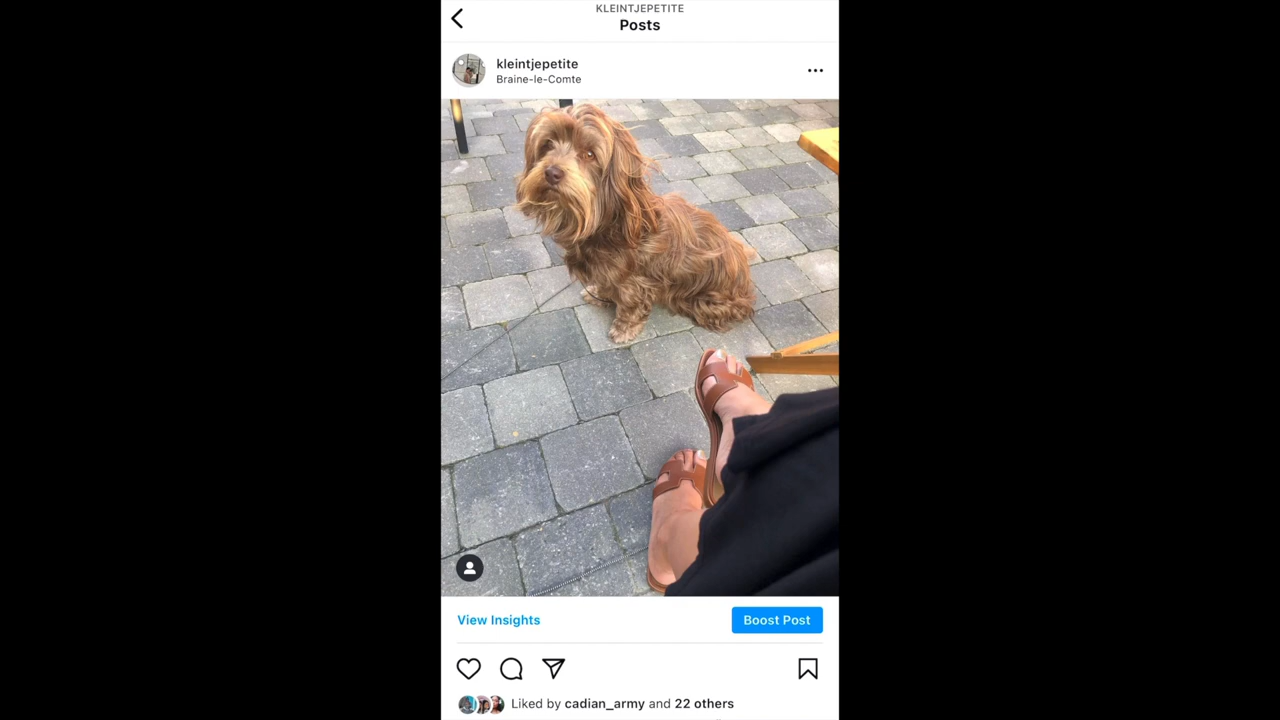 KLEINTJEPETITE
Posts
kleintjepetite
Braine-le-Comte
View Insights
Boost Post
Liked by cadian_army and 22 others